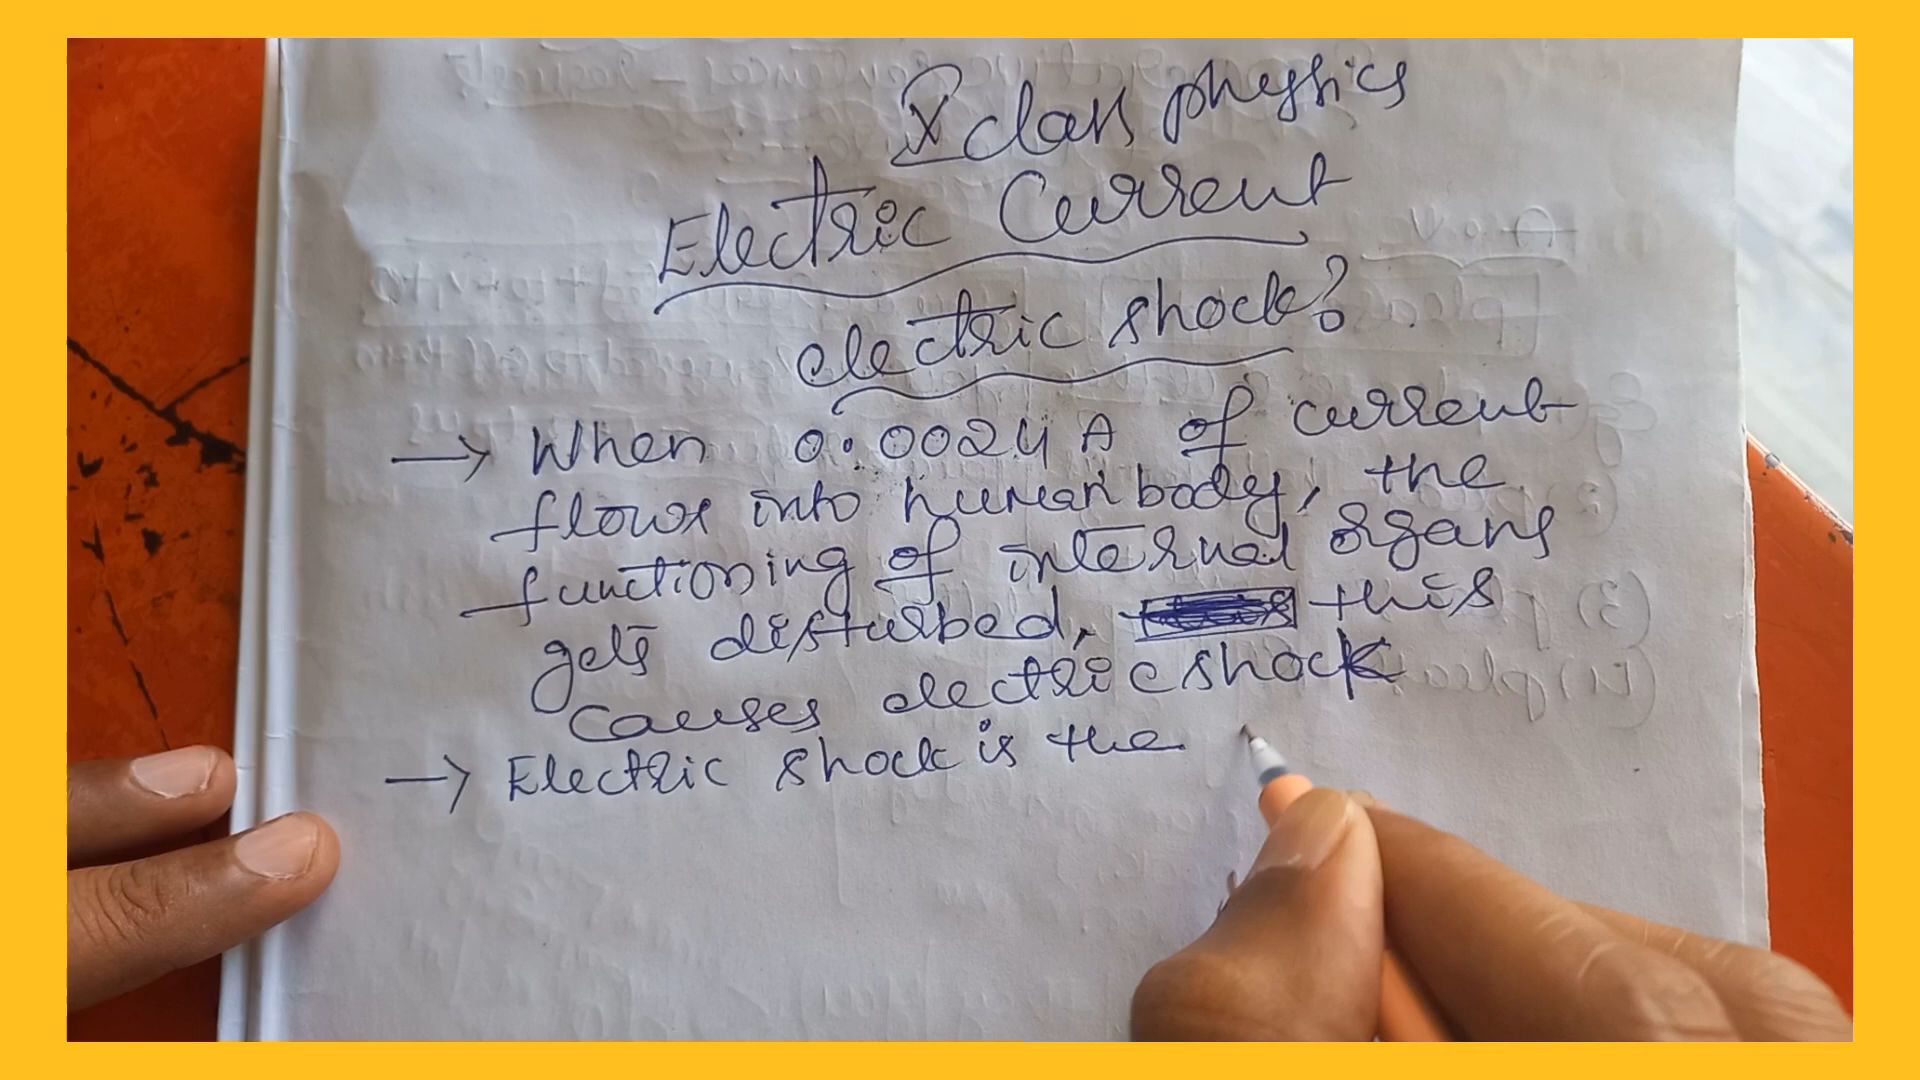 X class physics
Electric Current
electric shock?
→ When 0.0024 A of current
flows into human body, the
functioning of internal organs
gets disturbed, this
causes electric shock
→ Electric shock is the